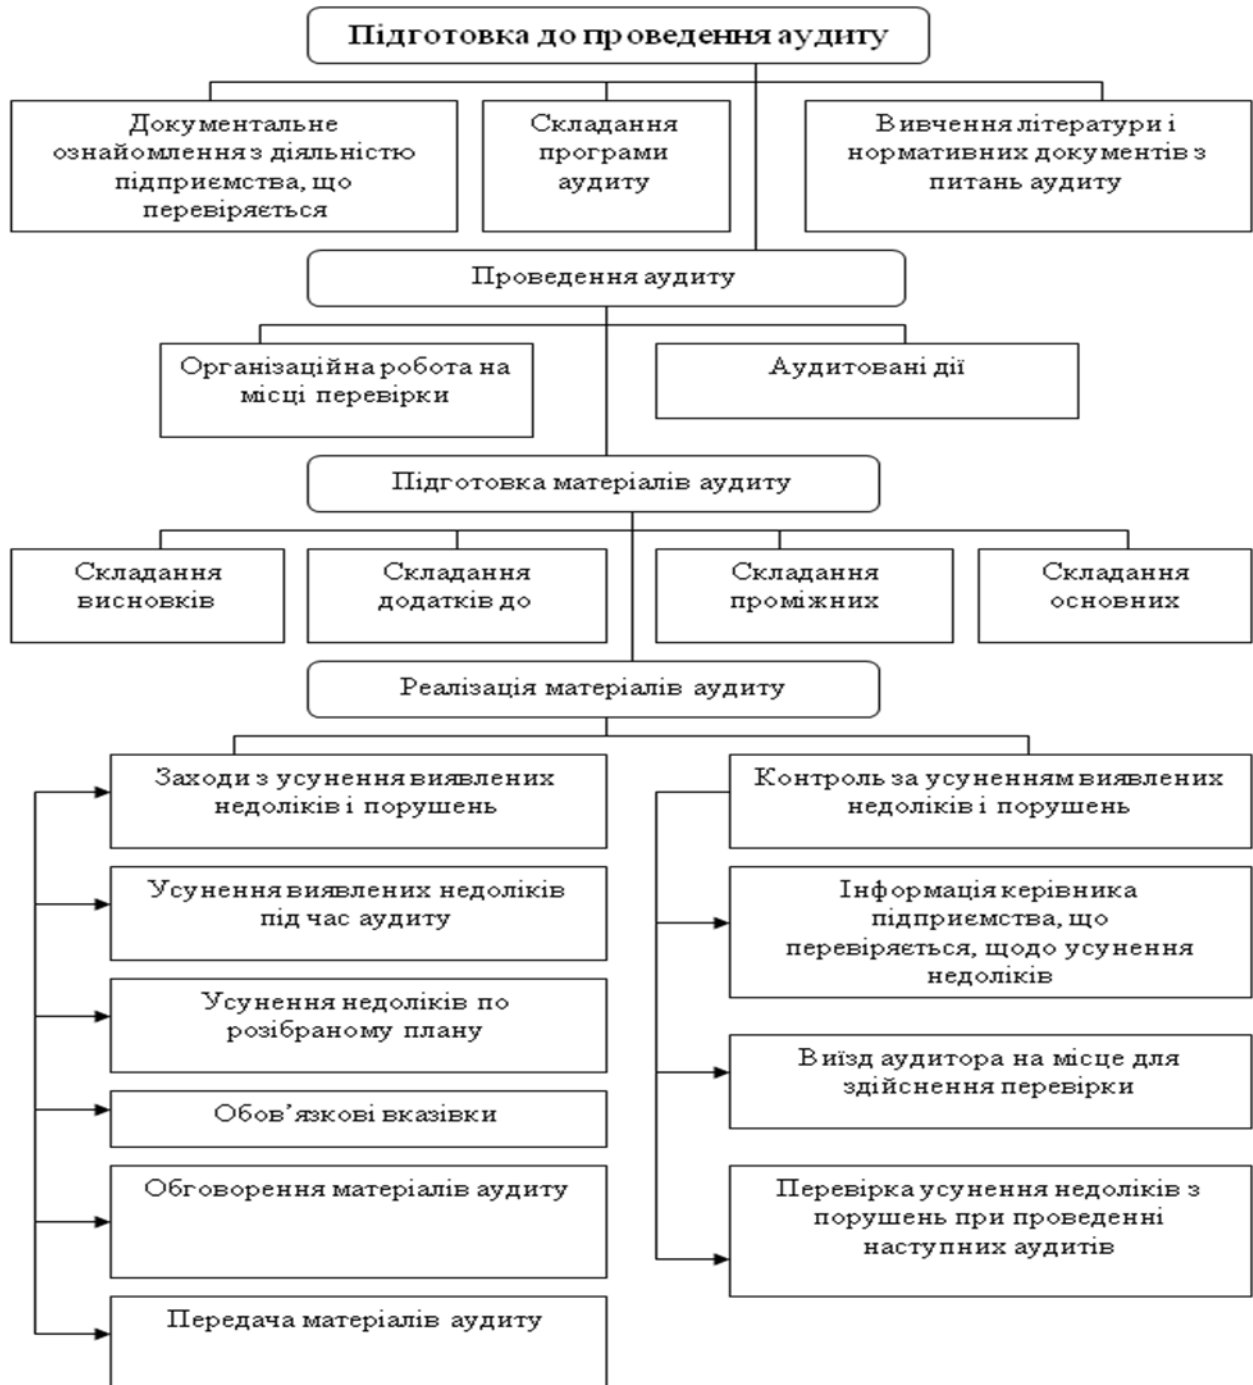 Підготовка до проведення аудиту
Документальне
ознайомлення з діяльністю
підприємства, що
перевіряється
Складання
програми
аудиту
Вивчення літератури і
нормативних документів з
питань аудиту
Проведення аудиту
Організаційна робота на
місці перевірки
Аудитовані дії
Підготовка матеріалів аудиту
Складання
висновків
Складання
додатків до
Складання
проміжних
Складання
основних
Реалізація матеріалів аудиту
Заходи з усунення виявлених
недоліків і порушень
Усунення виявлених недоліків
під час аудиту
Усунення недоліків по
розібраному плану
Обов’язкові вказівки
Обговорення матеріалів аудиту
Передача матеріалів аудиту
Контроль за усуненням виявлених
недоліків і порушень
Інформація керівника
підприємства, що
перевіряється, щодо усунення
недоліків
Виїзд аудитора на місце для
здійснення перевірки
Перевірка усунення недоліків з
порушень при проведенні
наступних аудитів